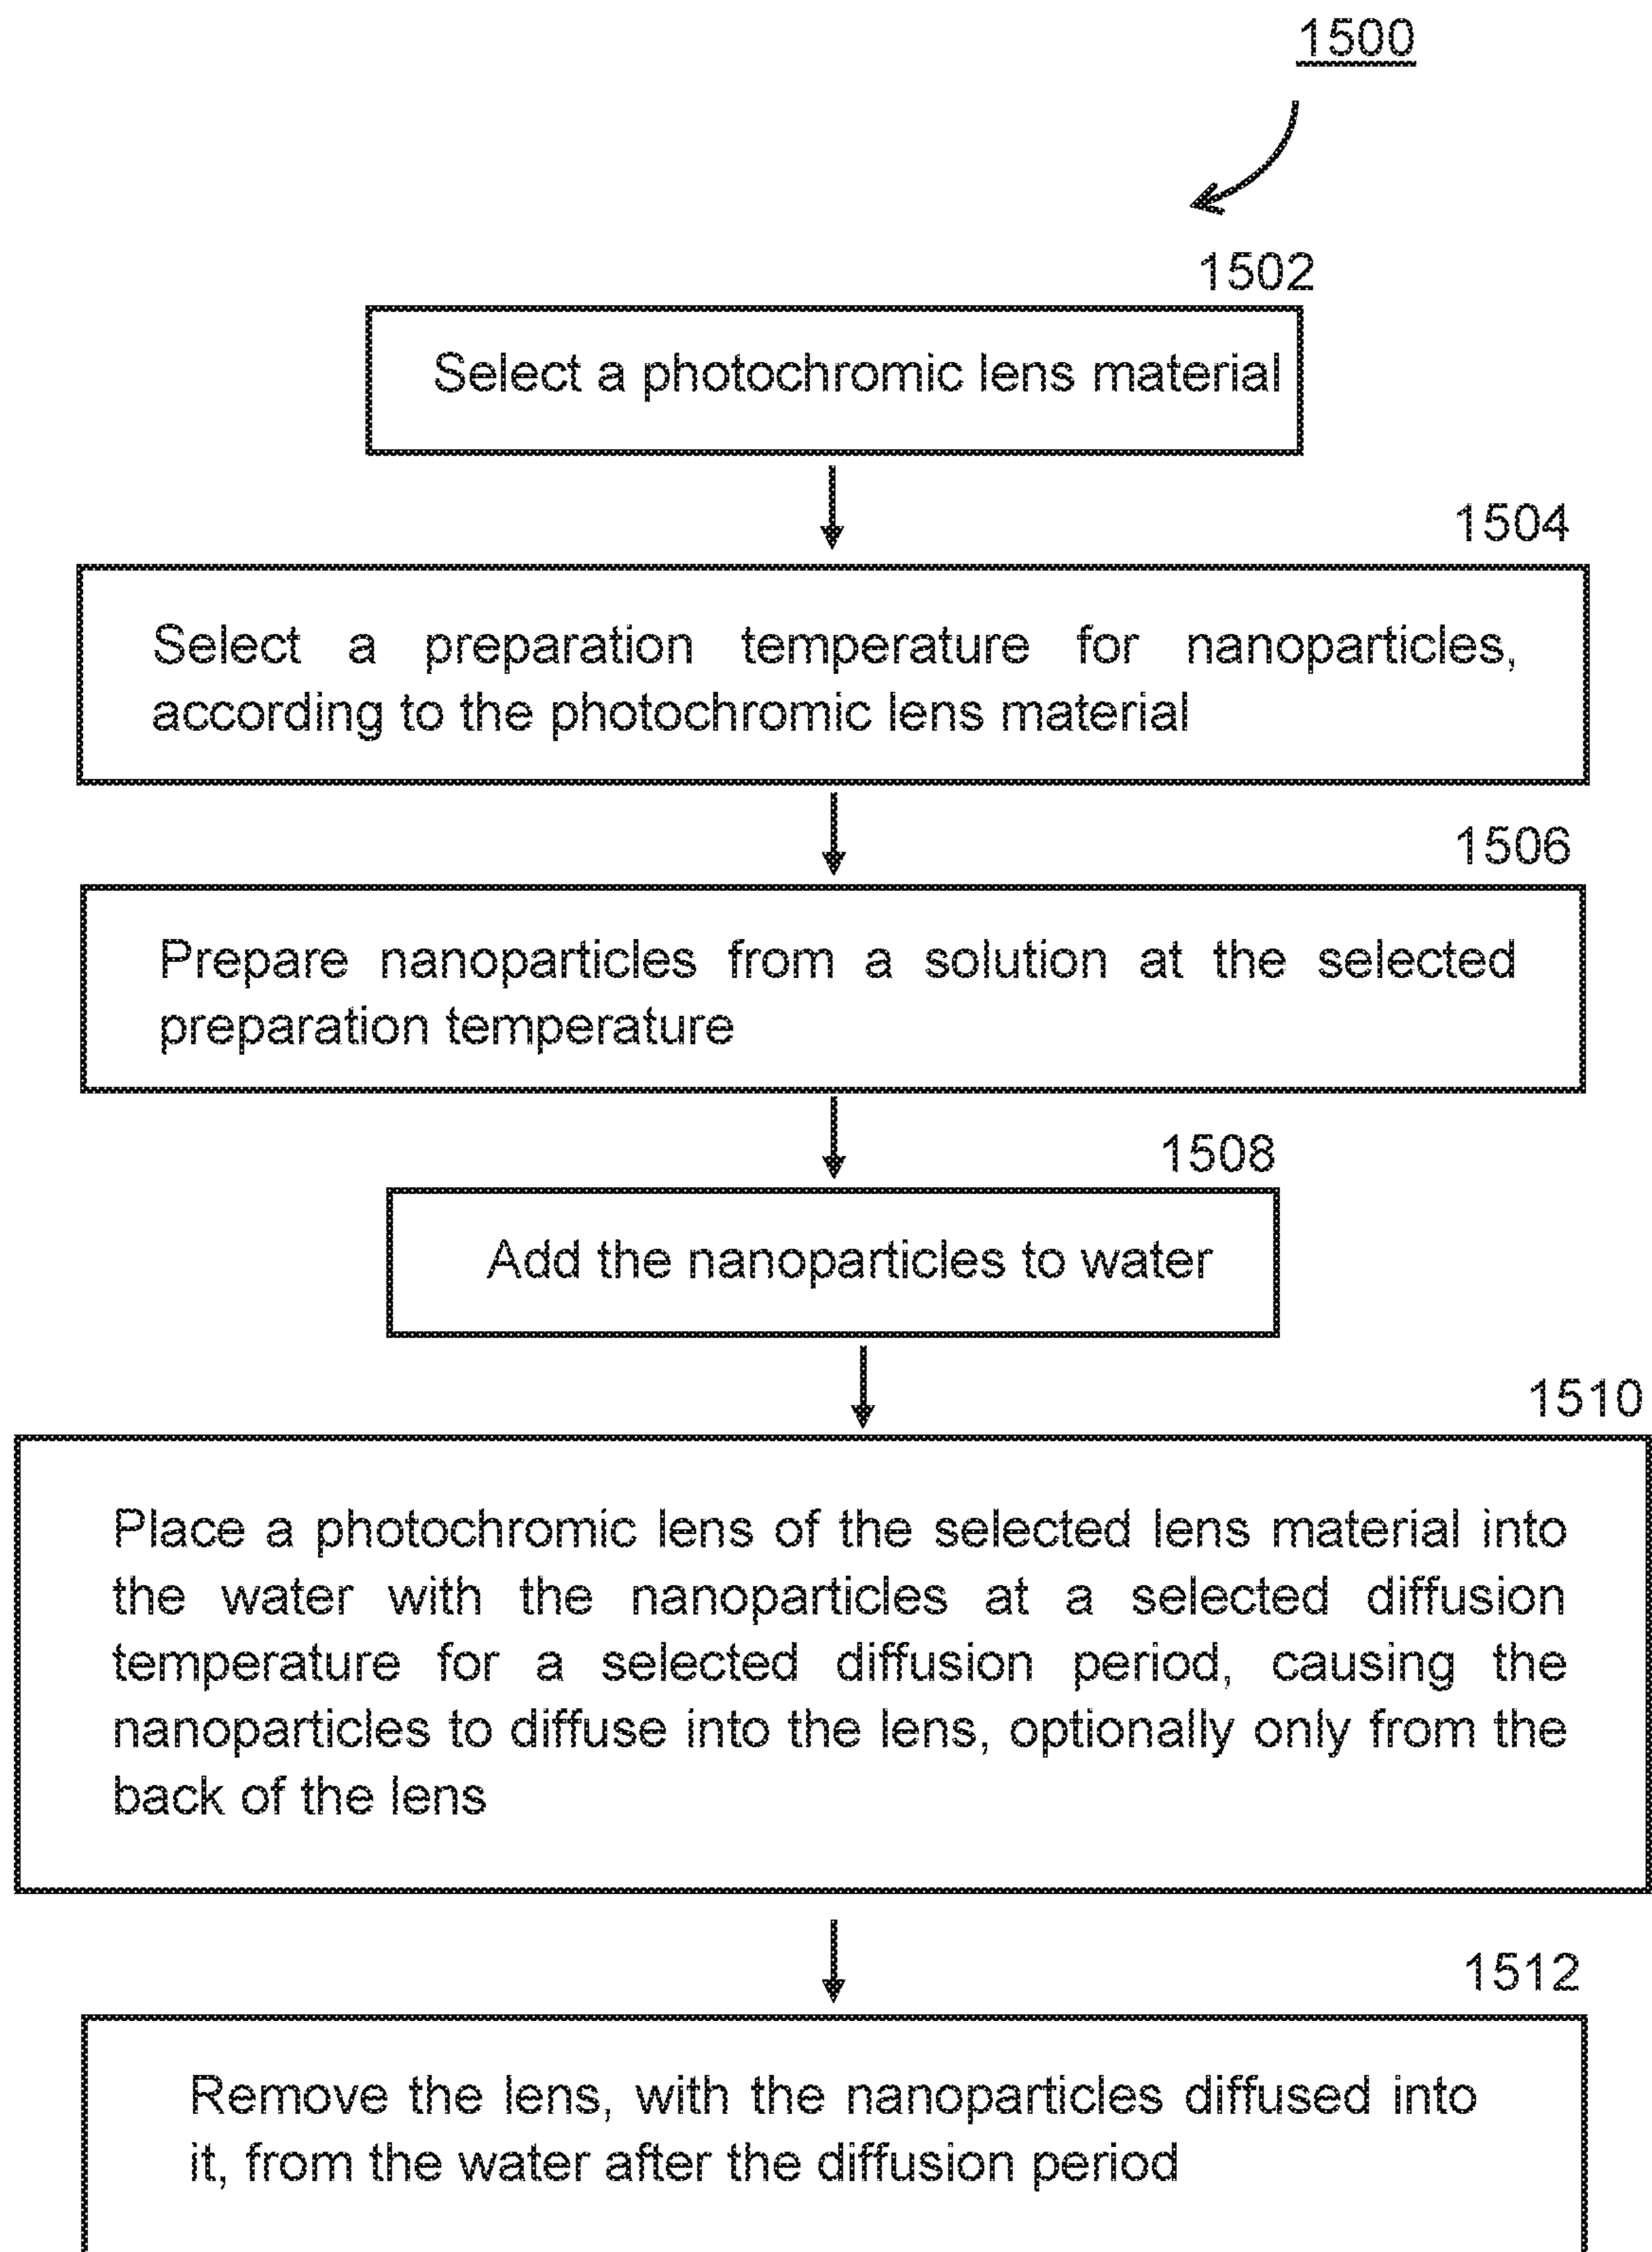 1500
1502
Select a photochromic lens material
1504
Select a preparation temperature for nanoparticles,
according to the photochromic lens material
1506
Prepare nanoparticles from a solution at the selected
preparation temperature
1508
Add the nanoparticles to water
1510
Place a photochromic lens of the selected lens material into
the water with the nanoparticles at a selected diffusion
temperature for a selected diffusion period, causing the
nanoparticles to diffuse into the lens, optionally only from the
back of the lens
1512
Remove the lens, with the nanoparticles diffused into
it, from the water after the diffusion period